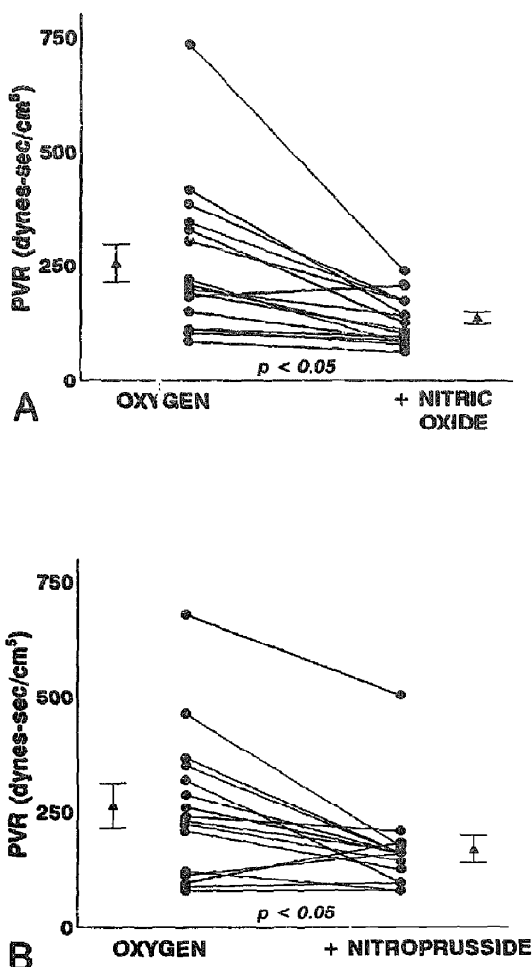 750
500
250
0
PVR (dynes-sec/cm⁵)
p < 0.05
A
OXYGEN
+ NITRIC
OXIDE
750
500
250
0
PVR (dynes-sec/cm⁵)
p < 0.05
B
OXYGEN
+ NITROPRUSSIDE